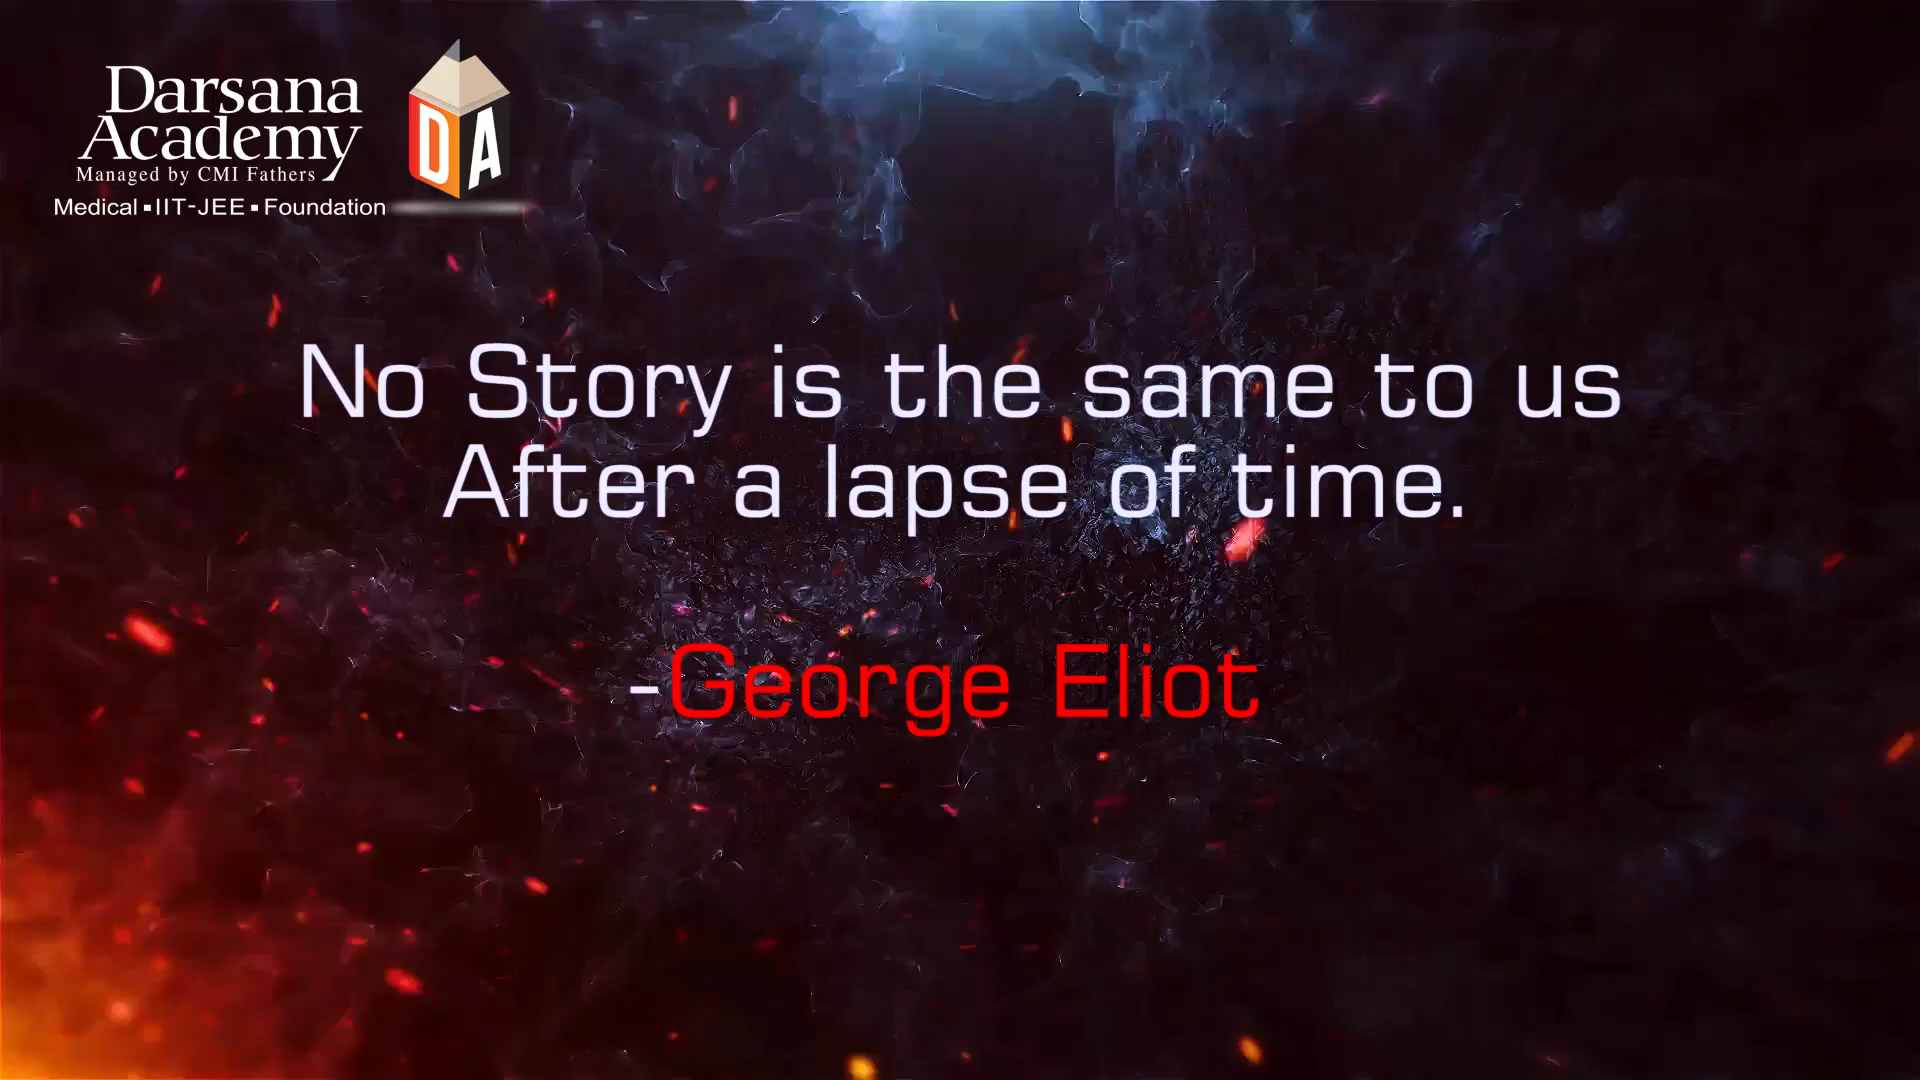 Darsana
Academy
Managed by CMI Fathers
Medical ▪ IIT-JEE ▪ Foundation
DA
No Story is the same to us
After a lapse of time.
-George Eliot